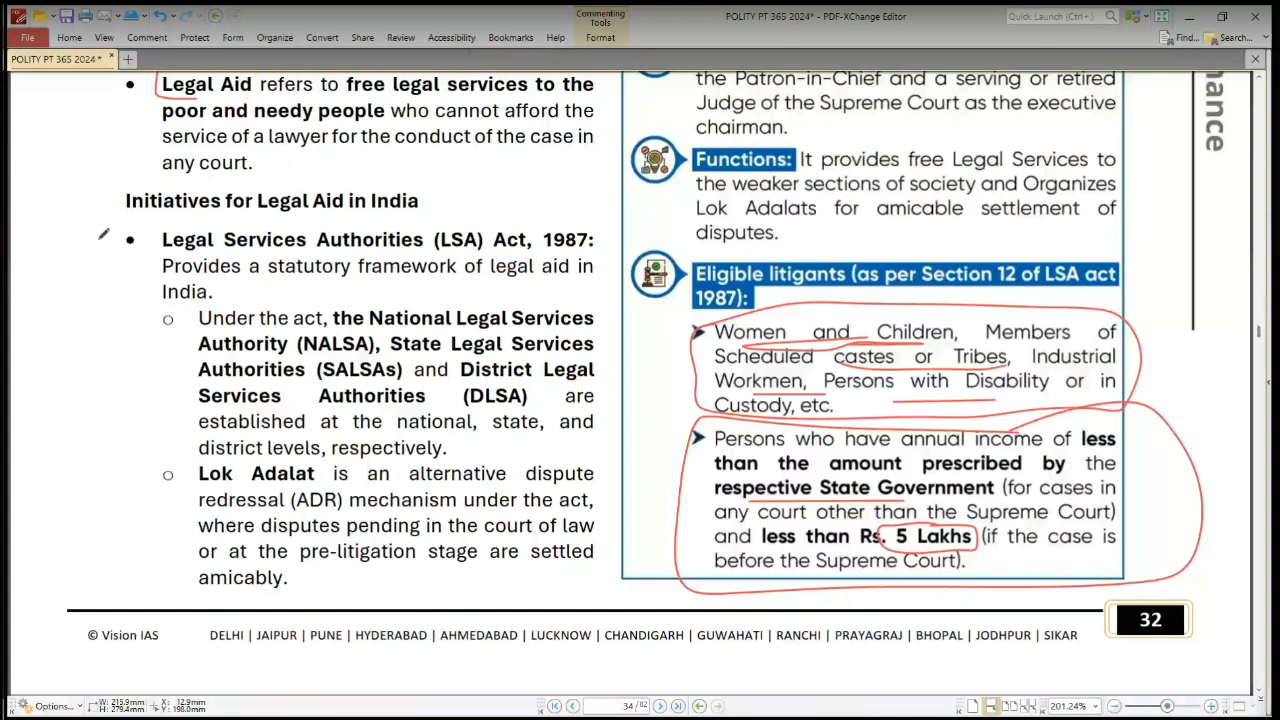 Commenting
Tools
POLITY PT 365 2024* - PDF-XChange Editor
Quick Launch (Ctrl+.)
File Home View Comment Protect Form Organize Convert Share Review Accessibility Bookmarks Help Format
Find... Search...
POLITY PT 365 2024 *
• Legal Aid refers to free legal services to the
poor and needy people who cannot afford the
service of a lawyer for the conduct of the case in
any court.
Initiatives for Legal Aid in India
• Legal Services Authorities (LSA) Act, 1987:
Provides a statutory framework of legal aid in
India.
o Under the act, the National Legal Services
Authority (NALSA), State Legal Services
Authorities (SALSAs) and District Legal
Services Authorities (DLSA) are
established at the national, state, and
district levels, respectively.
o Lok Adalat is an alternative dispute
redressal (ADR) mechanism under the act,
where disputes pending in the court of law
or at the pre-litigation stage are settled
amicably.
the Patron-in-Chief and a serving or retired
Judge of the Supreme Court as the executive
chairman.
Functions: It provides free Legal Services to
the weaker sections of society and Organizes
Lok Adalats for amicable settlement of
disputes.
Eligible litigants (as per Section 12 of LSA act
1987):
Women and Children, Members of
Scheduled castes or Tribes, Industrial
Workmen, Persons with Disability or in
Custody, etc.
Persons who have annual income of less
than the amount prescribed by the
respective State Government (for cases in
any court other than the Supreme Court)
and less than Rs. 5 Lakhs (if the case is
before the Supreme Court).
nance
32
© Vision IAS DELHI | JAIPUR | PUNE | HYDERABAD | AHMEDABAD | LUCKNOW | CHANDIGARH | GUWAHATI | RANCHI | PRAYAGRAJ | BHOPAL | JODHPUR | SIKAR
Options... W: 215.9mm X: 12.9mm
H: 279.4mm Y: 198.0mm
34 / 82
201.24%